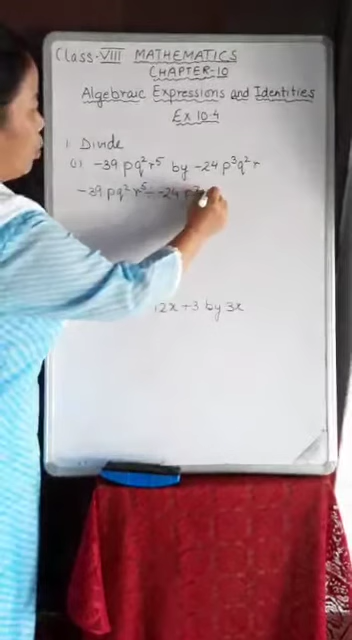 Class-VIII MATHEMATICS
CHAPTER-10
Algebraic Expressions and Identities
Ex 10.4
1. Divide
(i) -39 pq²r⁵ by -24 p³q²r
-39 pq²r⁵ ÷ -24 p³
12x + 3 by 3x